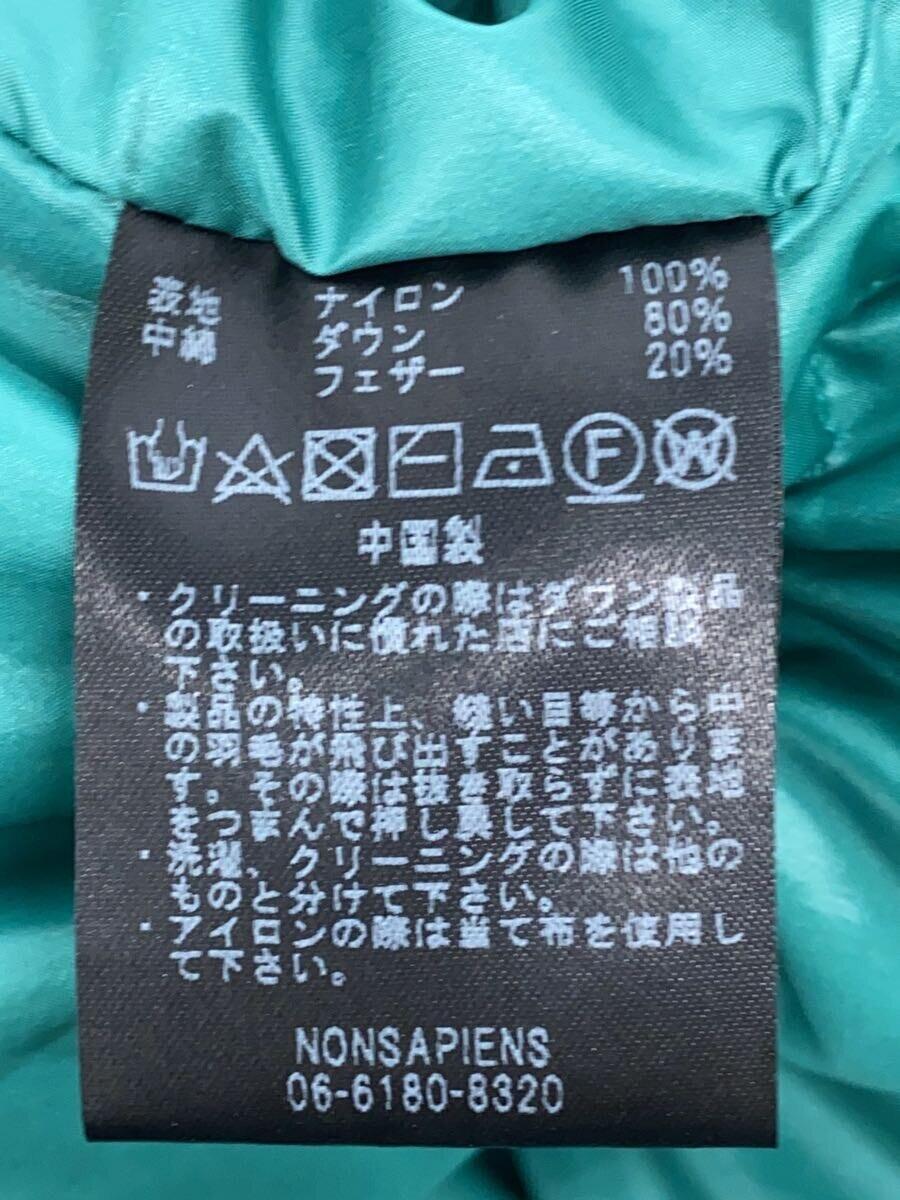 表地 ナイロン 100%
中綿 ダウン 80%
フェザー 20%
F W
中国製
・クリーニングの際はダウン製品
の取扱いに慣れた店にご相談
下さい。
・製品の特性上、縫い目等から中
の羽毛が飛び出すことがありま
す。その際は抜き取らずに表地
をつまんで挿し戻して下さい。
・洗濯、クリーニングの際は他の
ものと分けて下さい。
・アイロンの際は当て布を使用し
て下さい。
NONSAPIENS
06-6180-8320